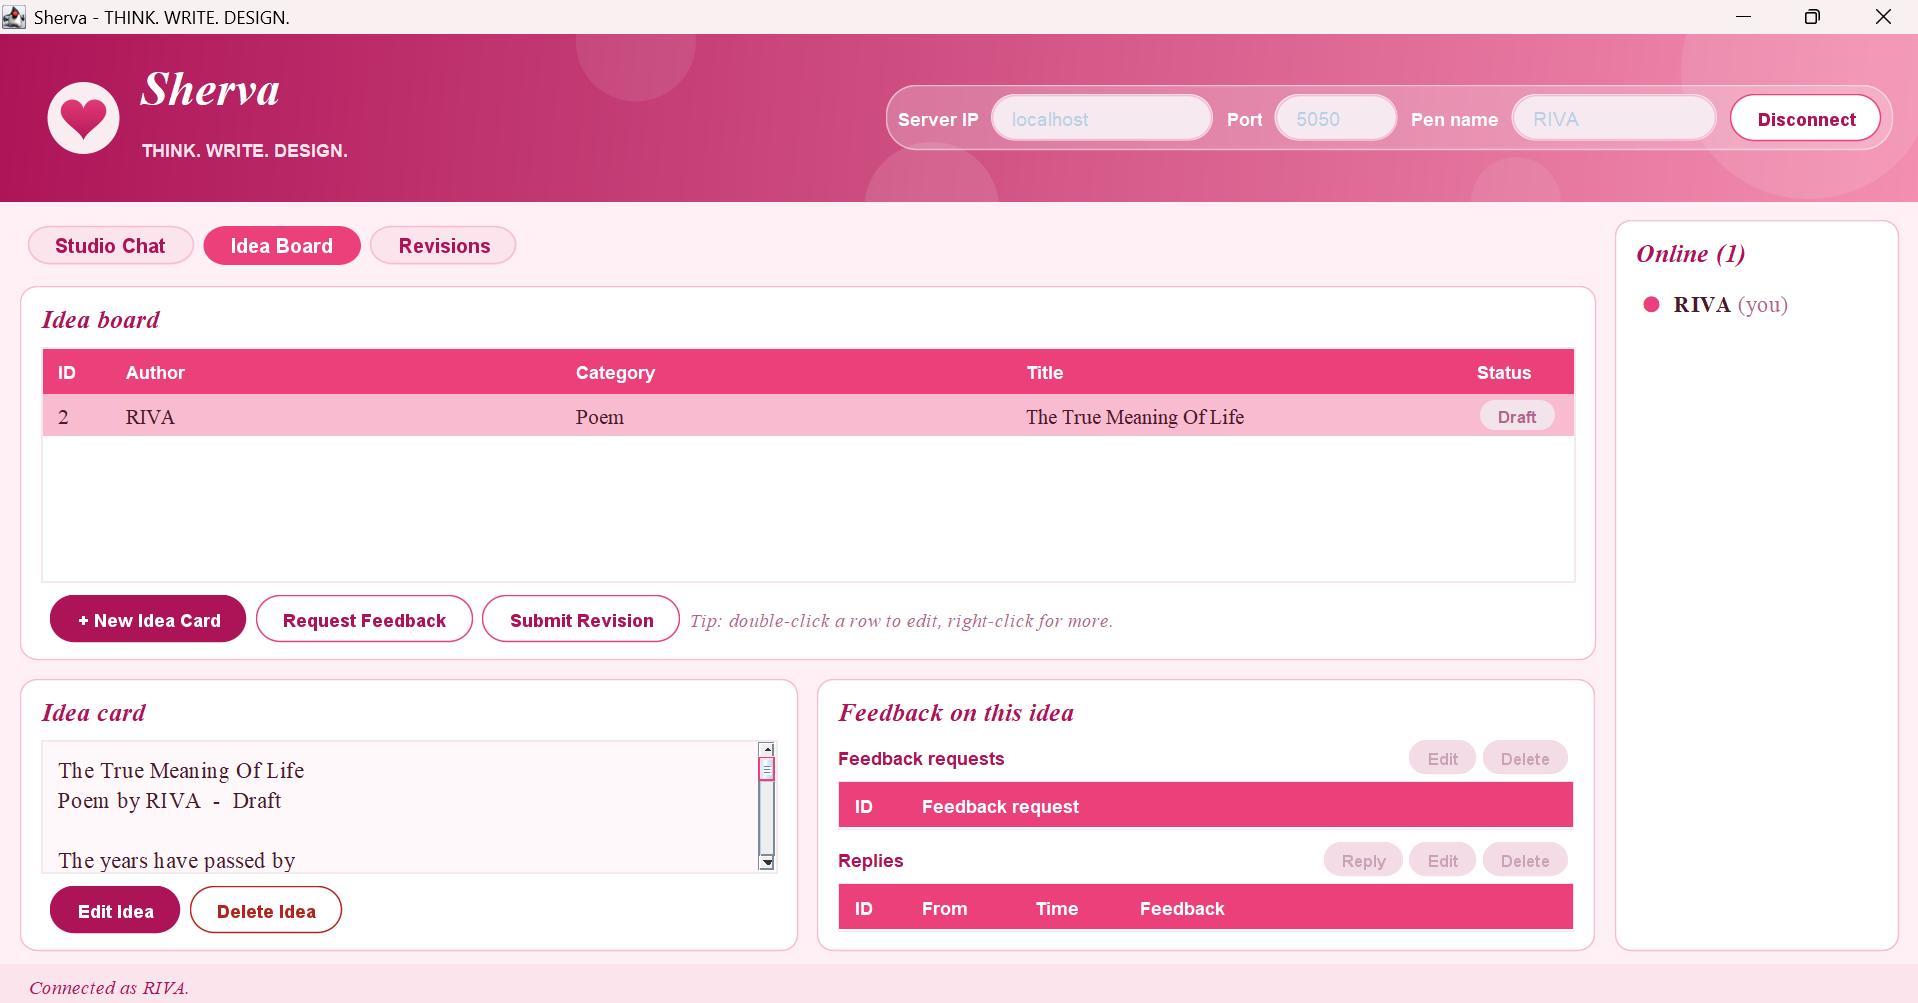 Sherva - THINK. WRITE. DESIGN.
Sherva
THINK. WRITE. DESIGN.
Server IP localhost Port 5050 Pen name RIVA Disconnect
Studio Chat Idea Board Revisions
Idea board
ID Author Category Title Status
2 RIVA Poem The True Meaning Of Life Draft
+ New Idea Card Request Feedback Submit Revision Tip: double-click a row to edit, right-click for more.
Idea card
The True Meaning Of Life
Poem by RIVA - Draft
The years have passed by
Edit Idea Delete Idea
Feedback on this idea
Feedback requests Edit Delete
ID Feedback request
Replies Reply Edit Delete
ID From Time Feedback
Online (1)
RIVA (you)
Connected as RIVA.